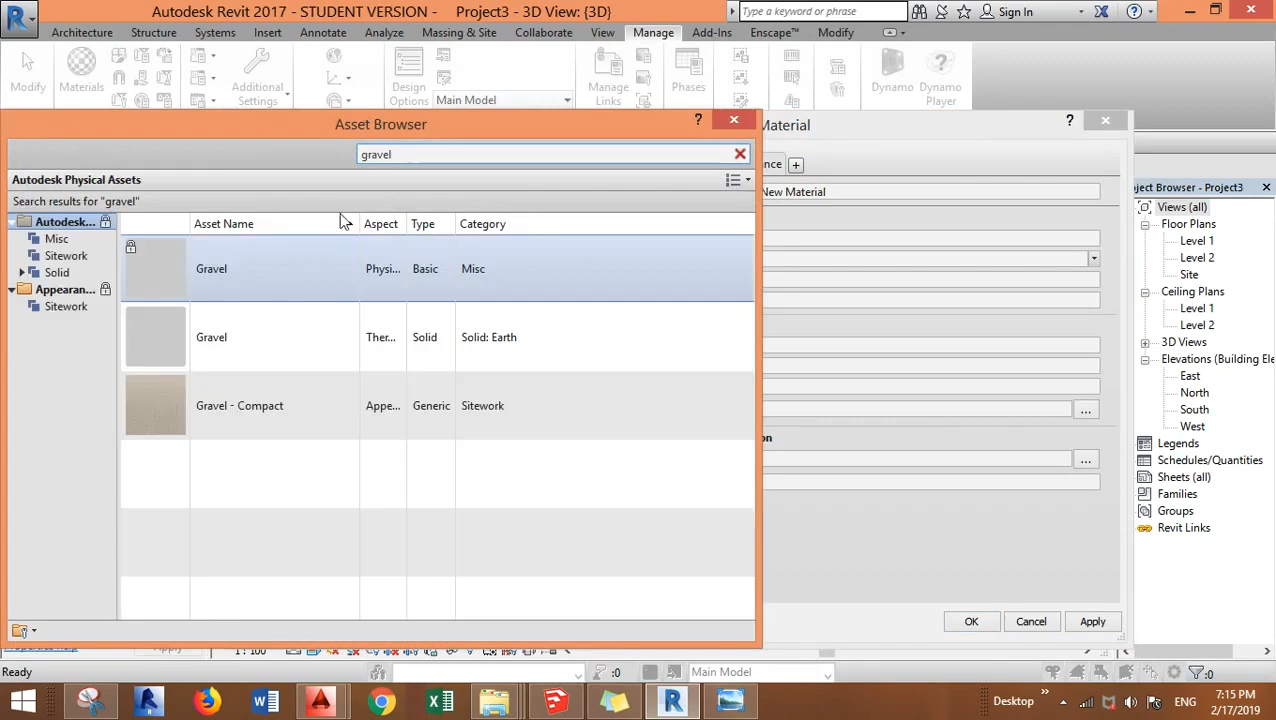 Autodesk Revit 2017 - STUDENT VERSION - Project3 - 3D View: {3D}
Type a keyword or phrase
Sign In
Architecture Structure Systems Insert Annotate Analyze Massing & Site Collaborate View Manage Add-Ins Enscape™ Modify
Modify Materials Additional Settings Design Options Main Model Manage Links Phases Dynamo Dynamo Player
Asset Browser
gravel
Autodesk Physical Assets
Search results for "gravel"
Autodesk...
Misc
Sitework
Solid
Appearan...
Sitework
Asset Name Aspect Type Category
Gravel Physi... Basic Misc
Gravel Ther... Solid Solid: Earth
Gravel - Compact Appe... Generic Sitework
Material
nce
New Material
on
...
...
OK Cancel Apply
oject Browser - Project3
Views (all)
Floor Plans
Level 1
Level 2
Site
Ceiling Plans
Level 1
Level 2
3D Views
Elevations (Building Ele
East
North
South
West
Legends
Schedules/Quantities
Sheets (all)
Families
Groups
Revit Links
1 : 100
Ready
:0
Main Model
:0
Desktop
ENG
7:15 PM
2/17/2019